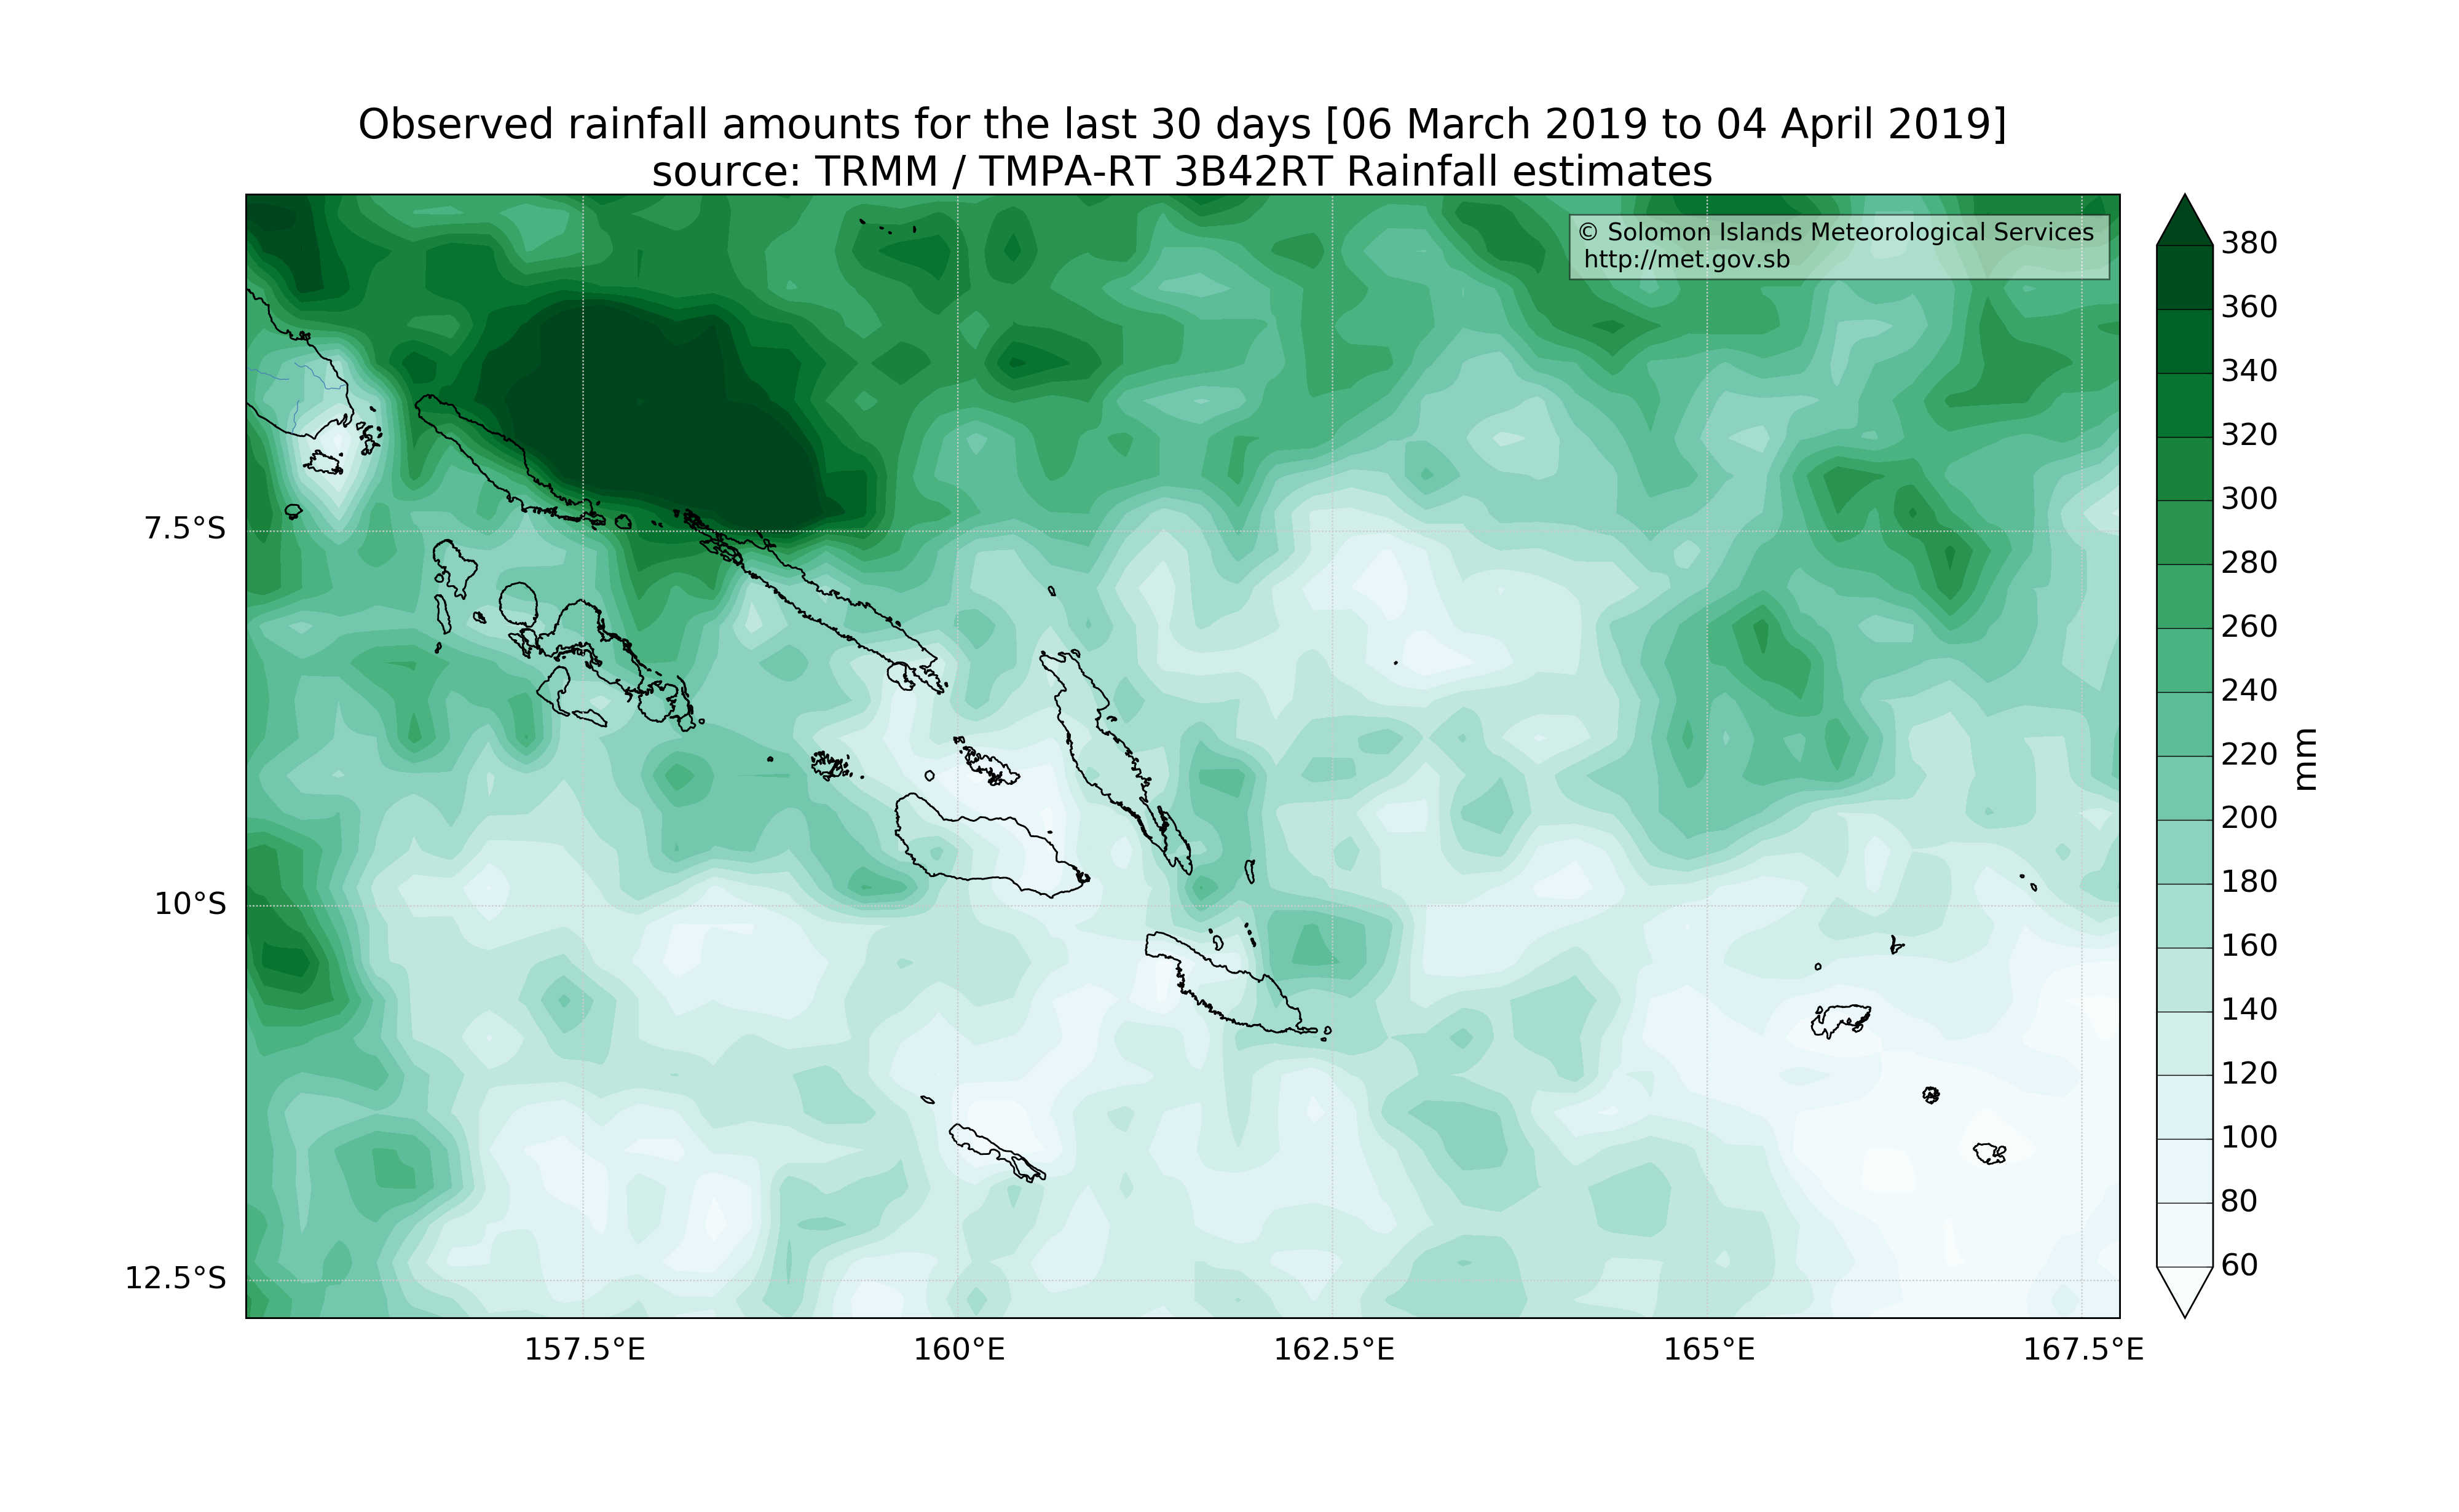 Observed rainfall amounts for the last 30 days [06 March 2019 to 04 April 2019]
source: TRMM / TMPA-RT 3B42RT Rainfall estimates
© Solomon Islands Meteorological Services
http://met.gov.sb
7.5°S
10°S
12.5°S
157.5°E
160°E
162.5°E
165°E
167.5°E
380
360
340
320
300
280
260
240
220
200
180
160
140
120
100
80
60
mm